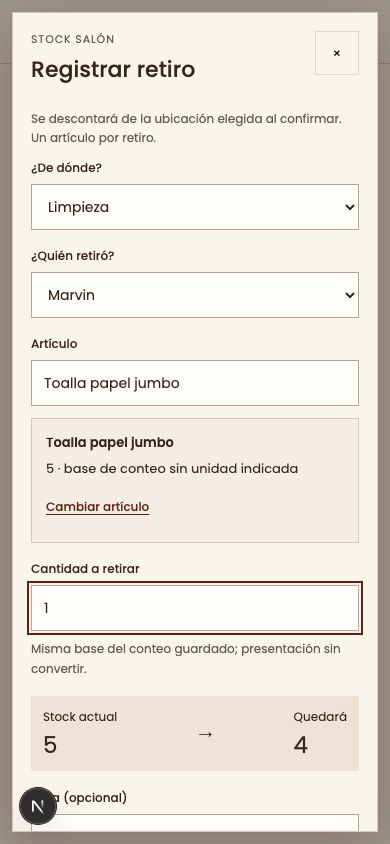 STOCK SALÓN
Registrar retiro
×
Se descontará de la ubicación elegida al confirmar.
Un artículo por retiro.
¿De dónde?
Limpieza
¿Quién retiró?
Marvin
Artículo
Toalla papel jumbo
Toalla papel jumbo
5 · base de conteo sin unidad indicada
Cambiar artículo
Cantidad a retirar
1
Misma base del conteo guardado; presentación sin
convertir.
Stock actual
→
Quedará
5
4
(opcional)
N